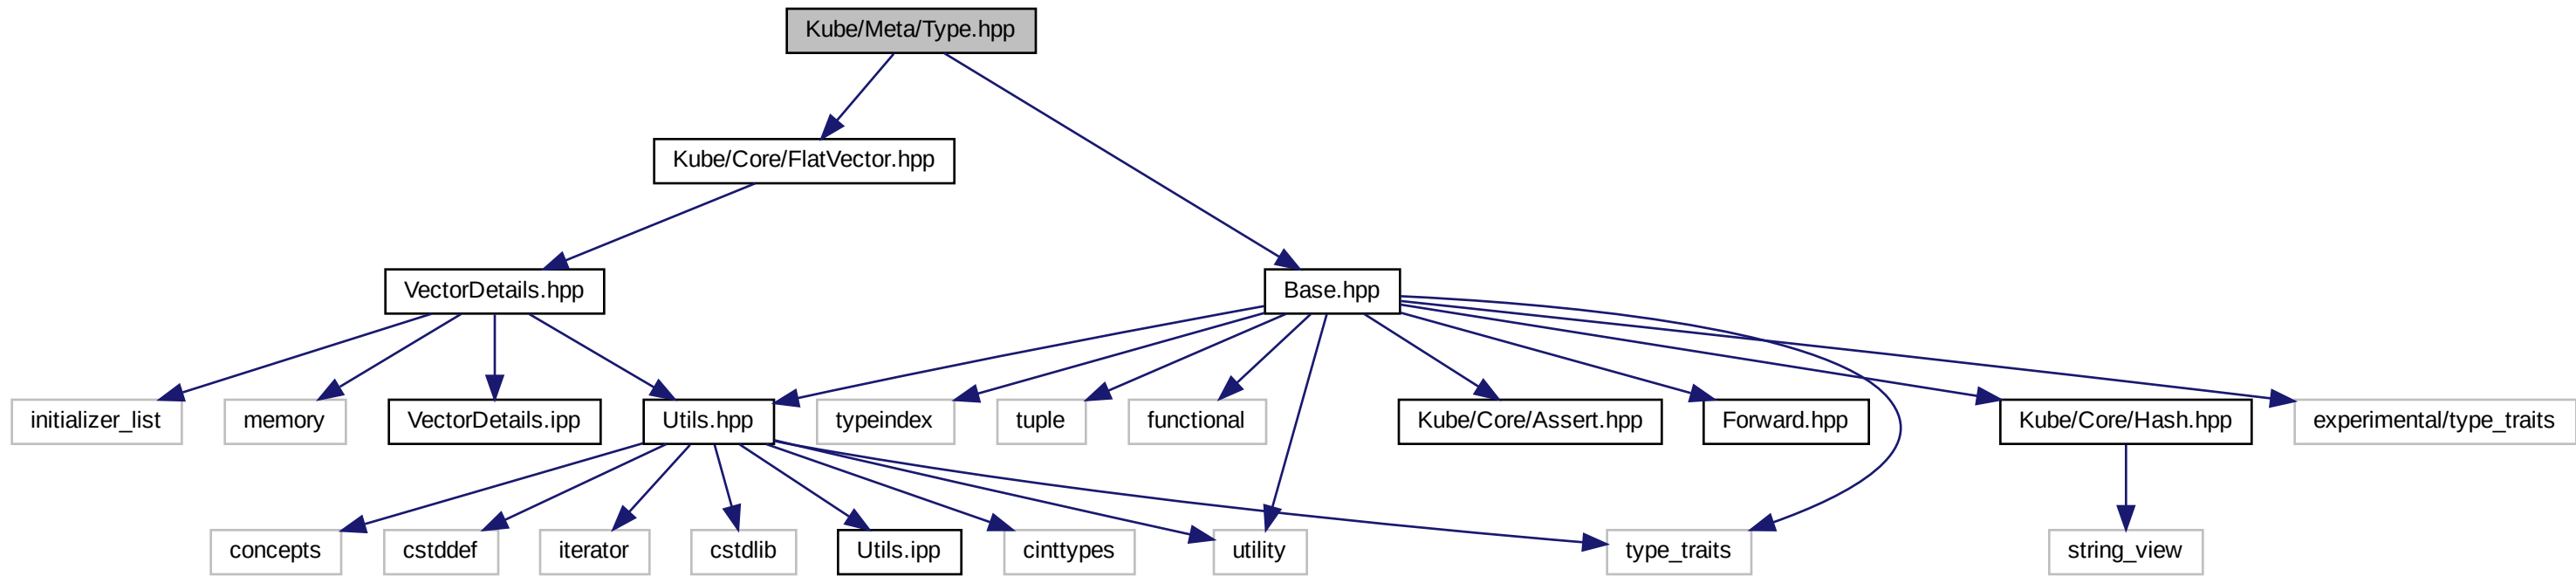 Kube/Meta/Type.hpp
Kube/Core/FlatVector.hpp
VectorDetails.hpp
Base.hpp
initializer_list
memory
VectorDetails.ipp
Utils.hpp
typeindex
tuple
functional
Kube/Core/Assert.hpp
Forward.hpp
Kube/Core/Hash.hpp
experimental/type_traits
concepts
cstddef
iterator
cstdlib
Utils.ipp
cinttypes
utility
type_traits
string_view